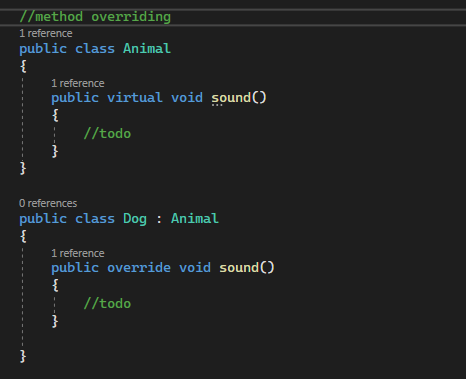 //method overriding
1 reference
public class Animal
{
1 reference
public virtual void sound()
{
//todo
}
}
0 references
public class Dog : Animal
{
1 reference
public override void sound()
{
//todo
}
}